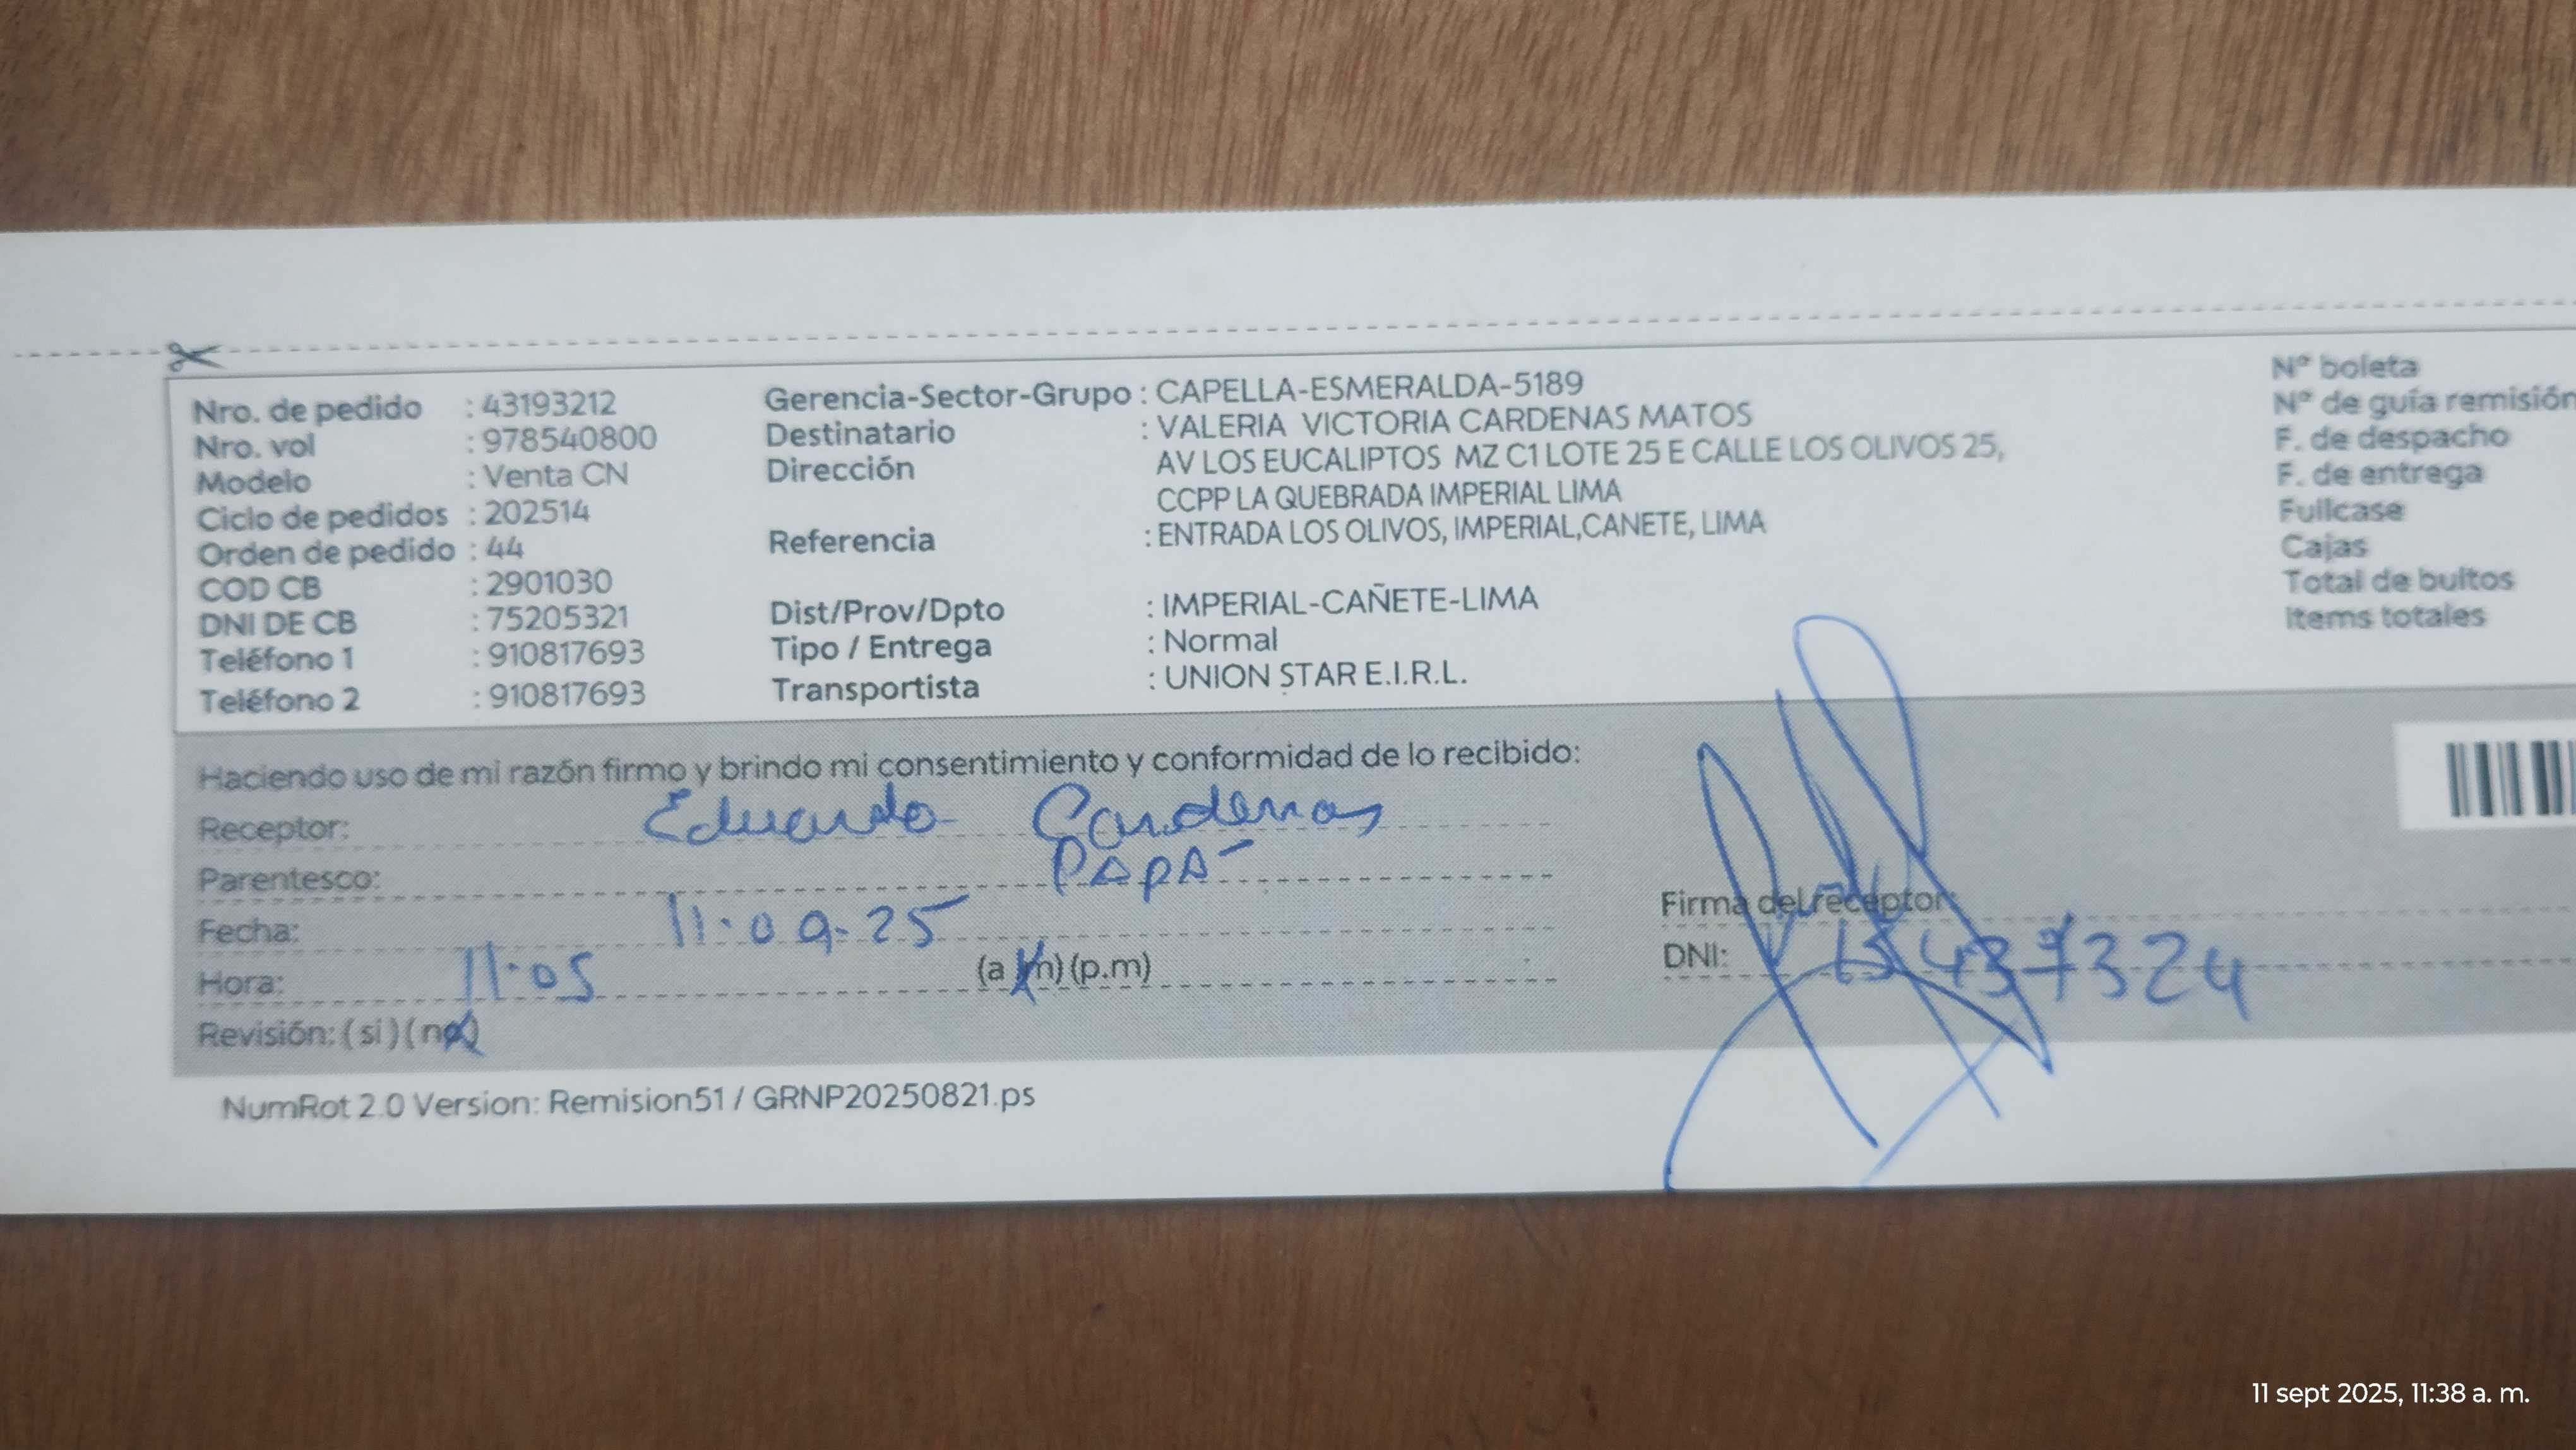 Nro. de pedido : 43193212
Nro. vol : 978540800
Modelo : Venta CN
Ciclo de pedidos : 202514
Orden de pedido : 44
COD CB : 2901030
DNI DE CB : 75205321
Teléfono 1 : 910817693
Teléfono 2 : 910817693
Gerencia-Sector-Grupo : CAPELLA-ESMERALDA-5189
Destinatario : VALERIA VICTORIA CARDENAS MATOS
Dirección AV LOS EUCALIPTOS MZ C1 LOTE 25 E CALLE LOS OLIVOS 25,
CCPP LA QUEBRADA IMPERIAL LIMA
Referencia : ENTRADA LOS OLIVOS, IMPERIAL,CANETE, LIMA
Dist/Prov/Dpto : IMPERIAL-CAÑETE-LIMA
Tipo / Entrega : Normal
Transportista : UNION STAR E.I.R.L.
Nº boleta
Nº de guía remisión
F. de despacho
F. de entrega
Fullcase
Cajas
Total de bultos
Items totales
Haciendo uso de mi razón firmo y brindo mi consentimiento y conformidad de lo recibido:
Receptor: Eduardo Cardenas
Parentesco: PAPA
Fecha: 11.09.25
Hora: 11.05 (a.m) (p.m)
Revisión: (si) (no)
Firma del receptor:
DNI: 15437324
NumRot 2.0 Version: Remision51 / GRNP20250821.ps
11 sept 2025, 11:38 a. m.